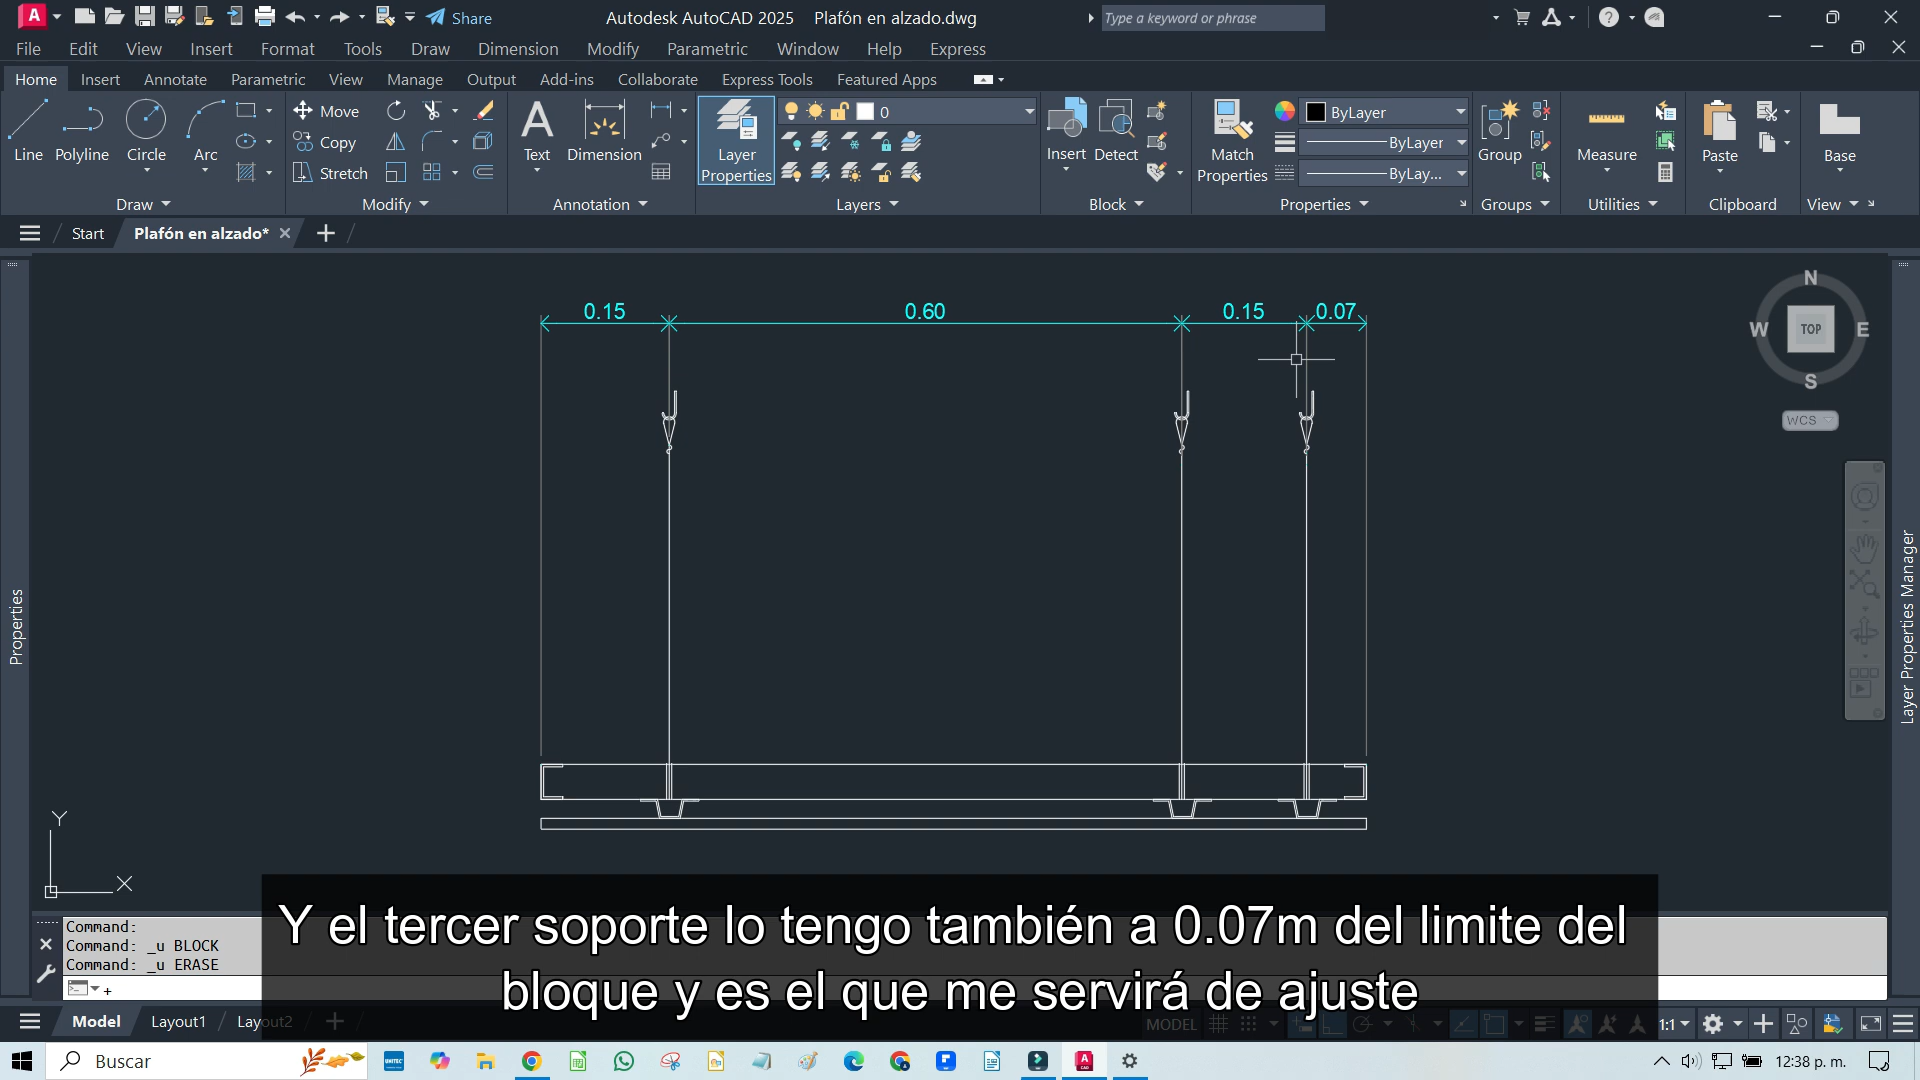 Share
Autodesk AutoCAD 2025 Plafón en alzado.dwg
Type a keyword or phrase
File Edit View Insert Format Tools Draw Dimension Modify Parametric Window Help Express
Home Insert Annotate Parametric View Manage Output Add-ins Collaborate Express Tools Featured Apps
Line Polyline Circle Arc
Move
Copy
Stretch
Text Dimension
Layer Properties
0
Insert Detect
Match Properties
ByLayer
ByLayer
ByLay...
Group
Measure
Paste
Base
Draw Modify Annotation Layers Block Properties Groups Utilities Clipboard View
Start Plafón en alzado*
0.15 0.60 0.15 0.07
N
W TOP E
S
WCS
Properties
Layer Properties Manager
Y
X
Command:
Command: _u BLOCK
Command: _u ERASE
+
Y el tercer soporte lo tengo también a 0.07m del limite del
bloque y es el que me servirá de ajuste
Model Layout1 Layout2
MODEL
1:1
Buscar
12:38 p. m.